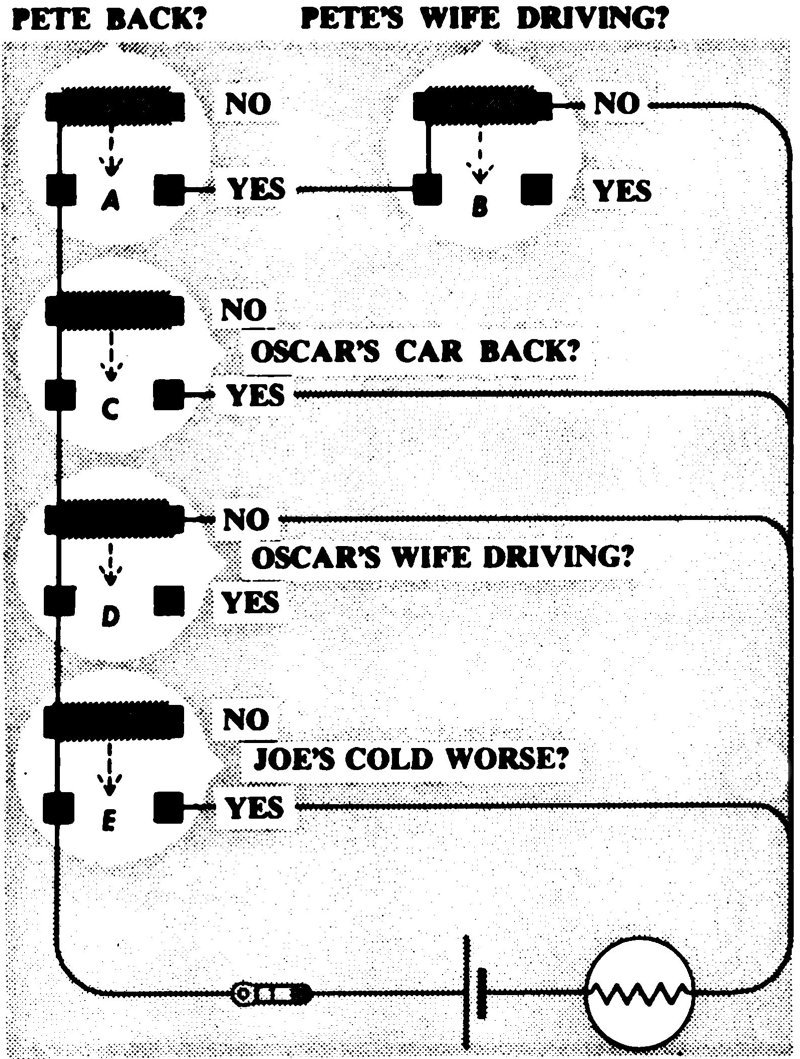 PETE BACK? PETE'S WIFE DRIVING?
NO NO
A YES B YES
NO
OSCAR'S CAR BACK?
C YES
NO
OSCAR'S WIFE DRIVING?
D YES
NO
JOE'S COLD WORSE?
E YES